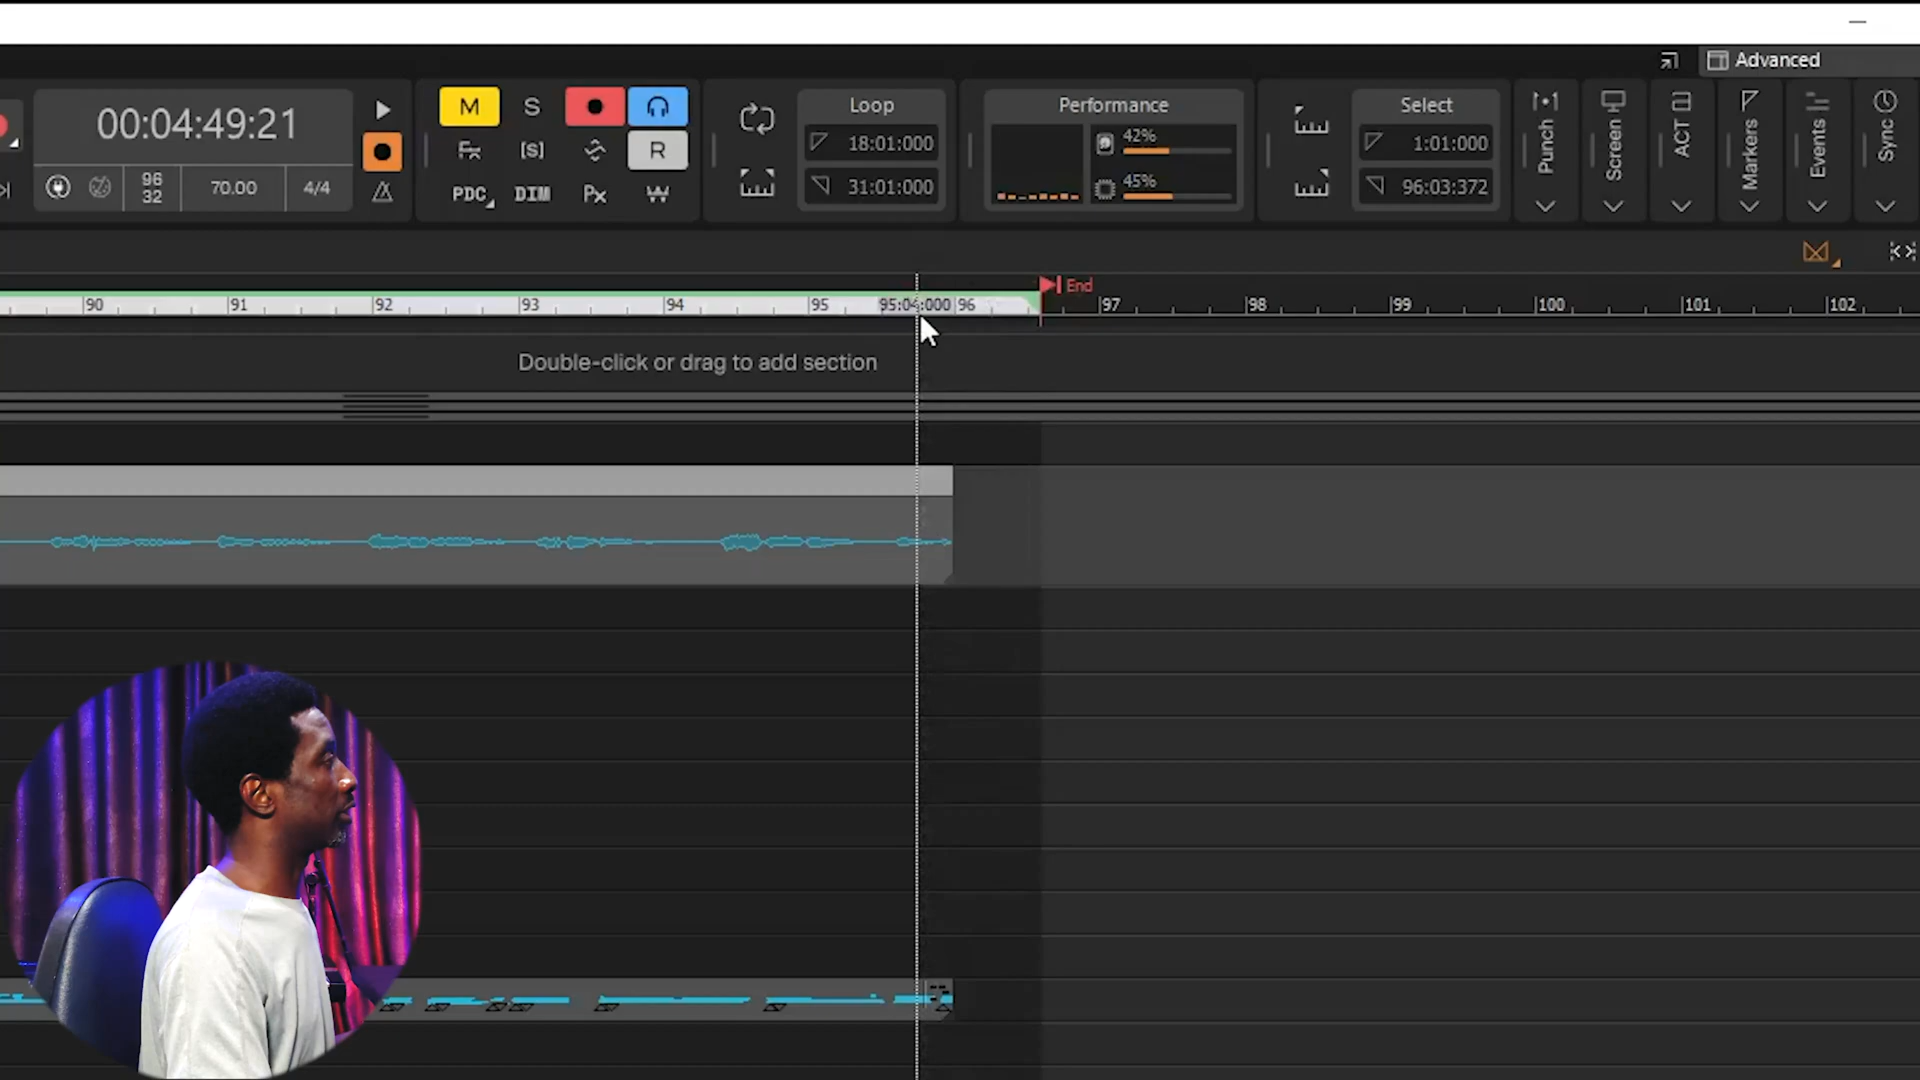 Advanced
00:04:49:21
96
32
70.00
4/4
M
S
Fx
[S]
R
PDC
DIM
Px
W
Loop
18:01:000
31:01:000
Performance
42%
45%
Select
1:01:000
96:03:372
Punch
Screen
ACT
Markers
Events
Sync
End
90
91
92
93
94
95
95:04:000
96
97
98
99
100
101
102
Double-click or drag to add section